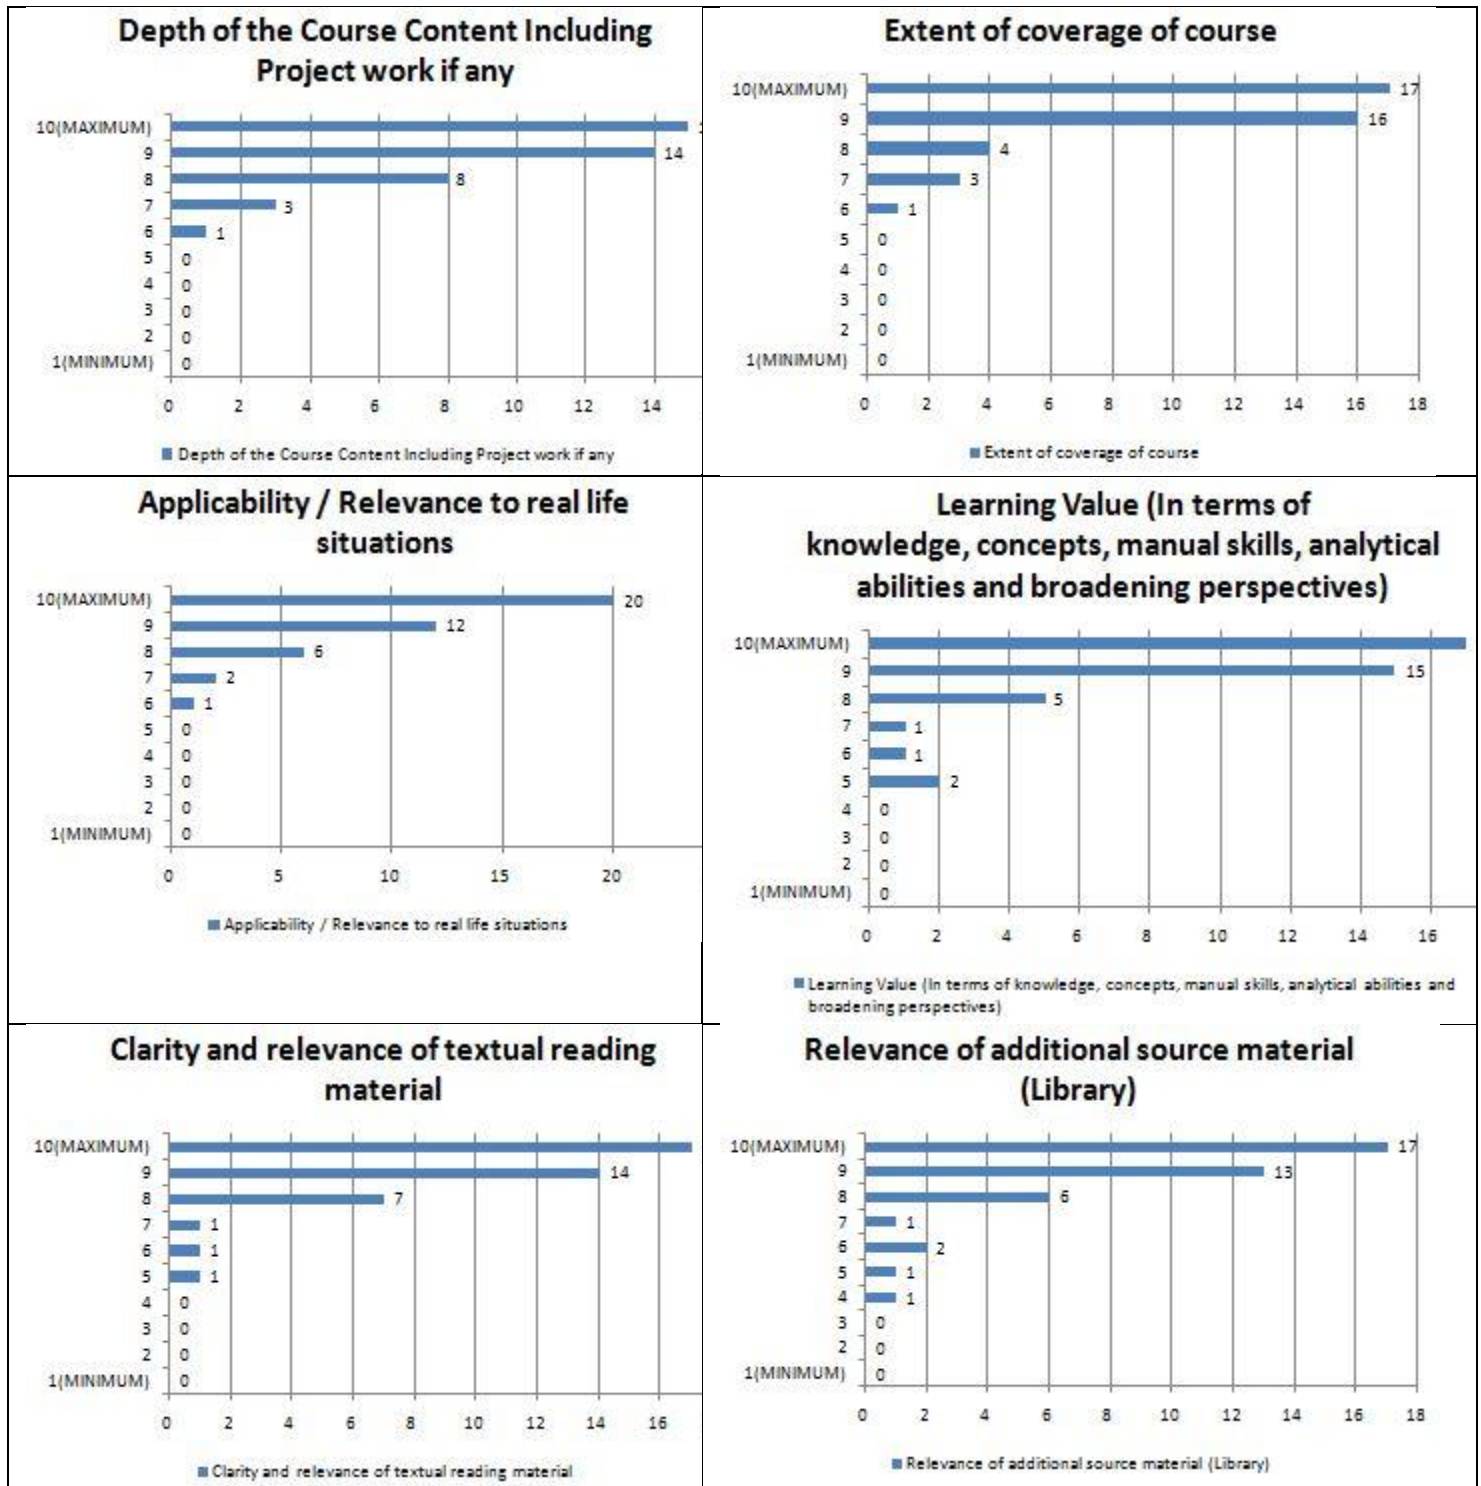 Depth of the Course Content Including
Project work if any
10(MAXIMUM)
9 14
8 8
7 3
6 1
5 0
4 0
3 0
2 0
1(MINIMUM) 0
0 2 4 6 8 10 12 14
Depth of the Course Content Including Project work if any
Extent of coverage of course
10(MAXIMUM) 17
9 16
8 4
7 3
6 1
5 0
4 0
3 0
2 0
1(MINIMUM) 0
0 2 4 6 8 10 12 14 16 18
Extent of coverage of course
Applicability / Relevance to real life
situations
10(MAXIMUM) 20
9 12
8 6
7 2
6 1
5 0
4 0
3 0
2 0
1(MINIMUM) 0
0 5 10 15 20
Applicability / Relevance to real life situations
Learning Value (In terms of
knowledge, concepts, manual skills, analytical
abilities and broadening perspectives)
10(MAXIMUM)
9 15
8 5
7 1
6 1
5 2
4 0
3 0
2 0
1(MINIMUM) 0
0 2 4 6 8 10 12 14 16
Learning Value (In terms of knowledge, concepts, manual skills, analytical abilities and
broadening perspectives)
Clarity and relevance of textual reading
material
10(MAXIMUM)
9 14
8 7
7 1
6 1
5 1
4 0
3 0
2 0
1(MINIMUM) 0
0 2 4 6 8 10 12 14 16
Clarity and relevance of textual reading material
Relevance of additional source material
(Library)
10(MAXIMUM) 17
9 13
8 6
7 1
6 2
5 1
4 1
3 0
2 0
1(MINIMUM) 0
0 2 4 6 8 10 12 14 16 18
Relevance of additional source material (Library)